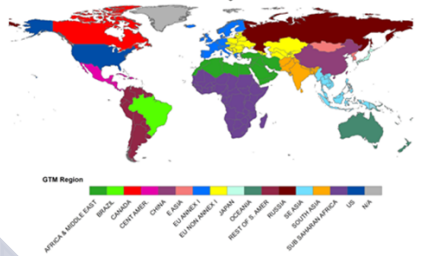 GTM Region
AFRICA & MIDDLE EAST
BRAZIL
CANADA
CENT AMER.
CHINA
E ASIA
EU ANNEX I
EU NON ANNEX I
JAPAN
OCEANIA
REST OF S. AMER
RUSSIA
SE ASIA
SOUTH ASIA
SUB SAHARAN AFRICA
US
N/A